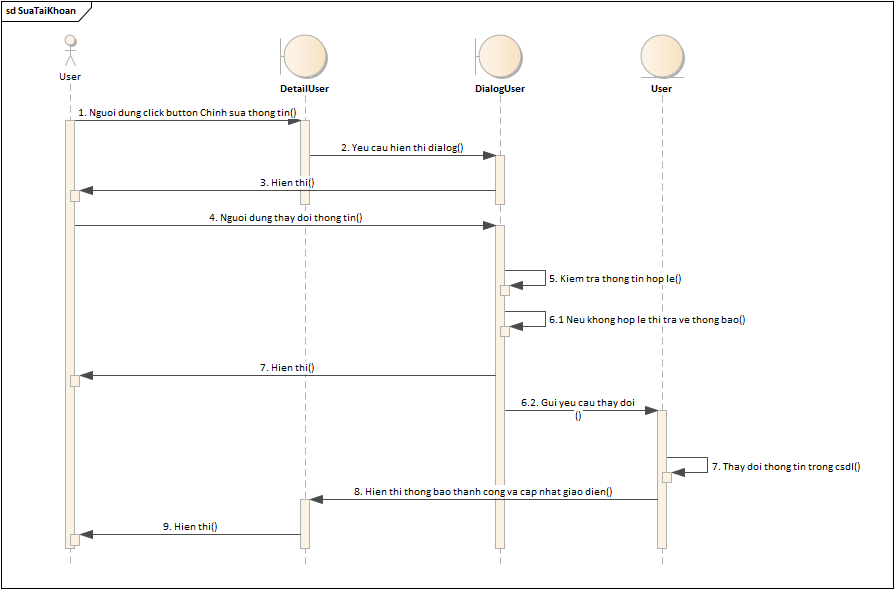 sd SuaTaiKhoan
User
DetailUser
DialogUser
User
1. Nguoi dung click button Chinh sua thong tin()
2. Yeu cau hien thi dialog()
3. Hien thi()
4. Nguoi dung thay doi thong tin()
5. Kiem tra thong tin hop le()
6.1 Neu khong hop le thi tra ve thong bao()
7. Hien thi()
6.2. Gui yeu cau thay doi
()
7. Thay doi thong tin trong csdl()
8. Hien thi thong bao thanh cong va cap nhat giao dien()
9. Hien thi()